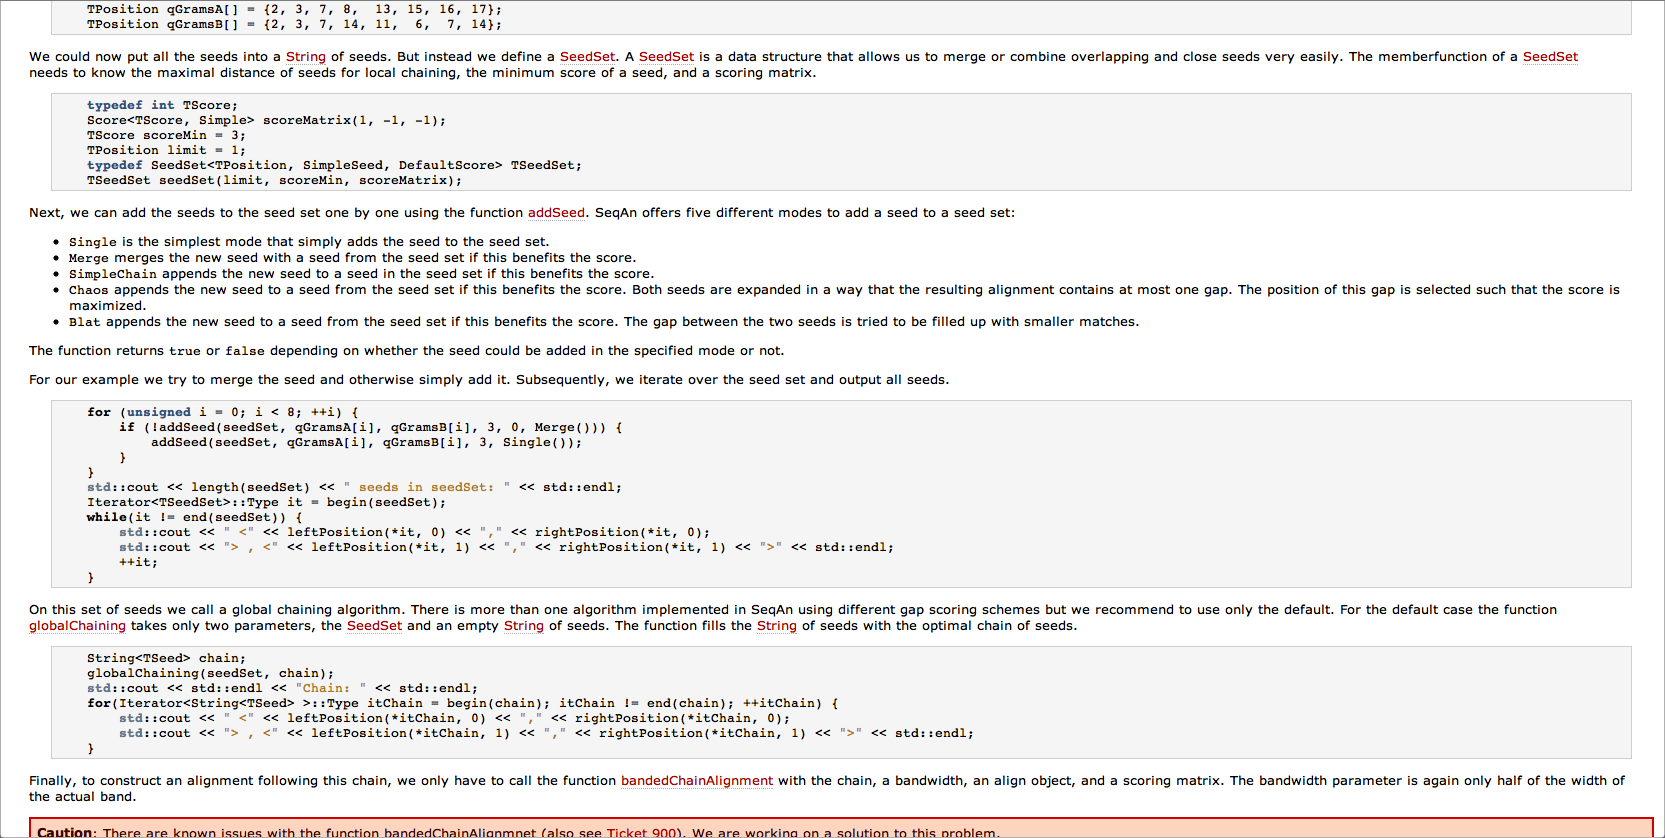 TPosition qGramsA[] = {2, 3, 7, 8,  13, 15, 16, 17};
TPosition qGramsB[] = {2, 3, 7, 14, 11,  6,  7, 14};
We could now put all the seeds into a String of seeds. But instead we define a SeedSet. A SeedSet is a data structure that allows us to merge or combine overlapping and close seeds very easily. The memberfunction of a SeedSet
needs to know the maximal distance of seeds for local chaining, the minimum score of a seed, and a scoring matrix.
typedef int TScore;
Score<TScore, Simple> scoreMatrix(1, -1, -1);
TScore scoreMin = 3;
TPosition limit = 1;
typedef SeedSet<TPosition, SimpleSeed, DefaultScore> TSeedSet;
TSeedSet seedSet(limit, scoreMin, scoreMatrix);
Next, we can add the seeds to the seed set one by one using the function addSeed. SeqAn offers five different modes to add a seed to a seed set:
• Single is the simplest mode that simply adds the seed to the seed set.
• Merge merges the new seed with a seed from the seed set if this benefits the score.
• SimpleChain appends the new seed to a seed in the seed set if this benefits the score.
• Chaos appends the new seed to a seed from the seed set if this benefits the score. Both seeds are expanded in a way that the resulting alignment contains at most one gap. The position of this gap is selected such that the score is
maximized.
• Blat appends the new seed to a seed from the seed set if this benefits the score. The gap between the two seeds is tried to be filled up with smaller matches.
The function returns true or false depending on whether the seed could be added in the specified mode or not.
For our example we try to merge the seed and otherwise simply add it. Subsequently, we iterate over the seed set and output all seeds.
for (unsigned i = 0; i < 8; ++i) {
    if (!addSeed(seedSet, qGramsA[i], qGramsB[i], 3, 0, Merge())) {
        addSeed(seedSet, qGramsA[i], qGramsB[i], 3, Single());
    }
}
std::cout << length(seedSet) << " seeds in seedSet: " << std::endl;
Iterator<TSeedSet>::Type it = begin(seedSet);
while(it != end(seedSet)) {
    std::cout << " <" << leftPosition(*it, 0) << "," << rightPosition(*it, 0);
    std::cout << "> , <" << leftPosition(*it, 1) << "," << rightPosition(*it, 1) << ">" << std::endl;
    ++it;
}
On this set of seeds we call a global chaining algorithm. There is more than one algorithm implemented in SeqAn using different gap scoring schemes but we recommend to use only the default. For the default case the function
globalChaining takes only two parameters, the SeedSet and an empty String of seeds. The function fills the String of seeds with the optimal chain of seeds.
String<TSeed> chain;
globalChaining(seedSet, chain);
std::cout << std::endl << "Chain: " << std::endl;
for(Iterator<String<TSeed> >::Type itChain = begin(chain); itChain != end(chain); ++itChain) {
    std::cout << " <" << leftPosition(*itChain, 0) << "," << rightPosition(*itChain, 0);
    std::cout << "> , <" << leftPosition(*itChain, 1) << "," << rightPosition(*itChain, 1) << ">" << std::endl;
}
Finally, to construct an alignment following this chain, we only have to call the function bandedChainAlignment with the chain, a bandwidth, an align object, and a scoring matrix. The bandwidth parameter is again only half of the width of
the actual band.
Caution: There are known issues with the function bandedChainAlignmnet (also see Ticket 900). We are working on a solution to this problem.